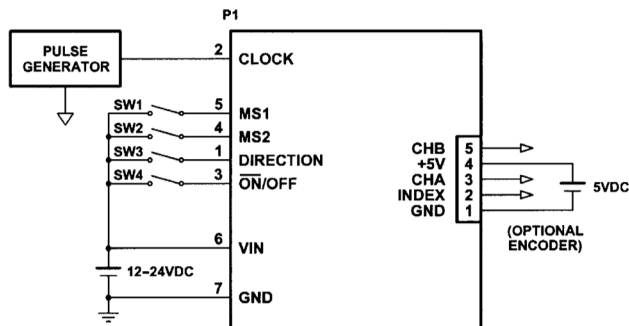 P1
PULSE
GENERATOR
2 CLOCK
SW1 5 MS1
SW2 4 MS2
SW3 1 DIRECTION
SW4 3 ON/OFF
6 VIN
12–24VDC
7 GND
CHB 5
+5V 4
CHA 3
INDEX 2
GND 1
5VDC
(OPTIONAL
ENCODER)